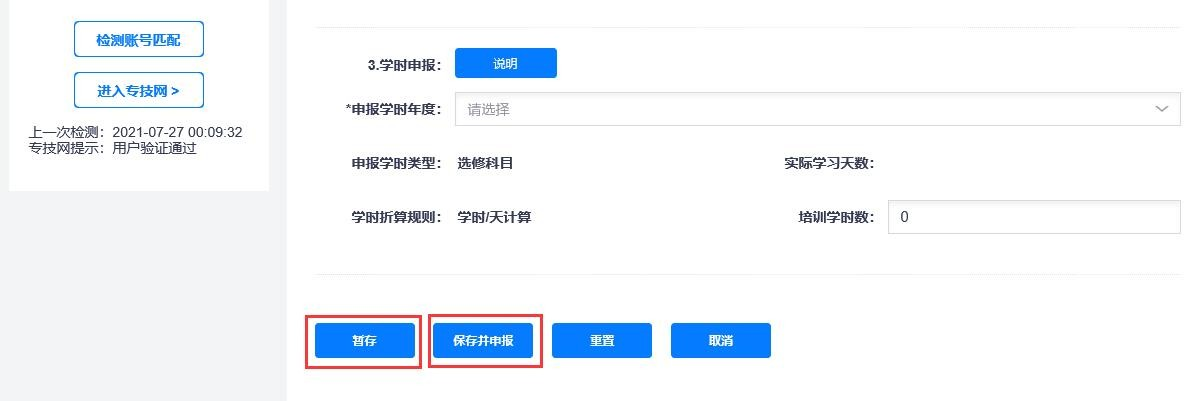 检测账号匹配
进入专技网 >
上一次检测：2021-07-27 00:09:32
专技网提示：用户验证通过
3.学时申报： 说明
*申报学时年度： 请选择
申报学时类型： 选修科目 实际学习天数：
学时折算规则： 学时/天计算 培训学时数： 0
暂存 保存并申报 重置 取消